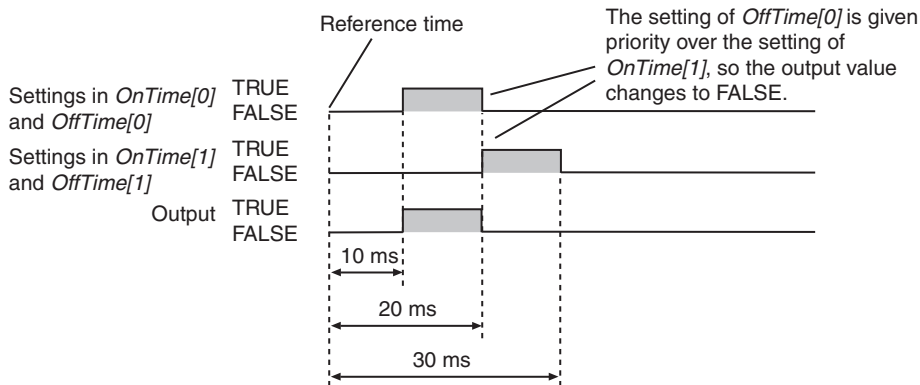 Reference time
The setting of OffTime[0] is given
priority over the setting of
OnTime[1], so the output value
changes to FALSE.
Settings in OnTime[0]
and OffTime[0]
TRUE
FALSE
Settings in OnTime[1]
and OffTime[1]
TRUE
FALSE
Output
TRUE
FALSE
10 ms
20 ms
30 ms